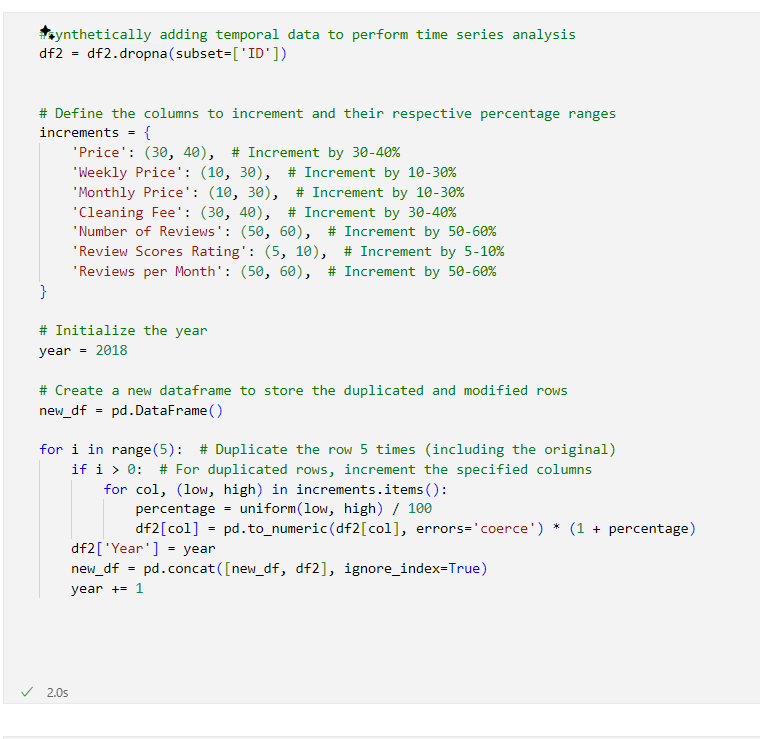 #Synthetically adding temporal data to perform time series analysis
df2 = df2.dropna(subset=['ID'])
# Define the columns to increment and their respective percentage ranges
increments = {
    'Price': (30, 40),  # Increment by 30-40%
    'Weekly Price': (10, 30),  # Increment by 10-30%
    'Monthly Price': (10, 30),  # Increment by 10-30%
    'Cleaning Fee': (30, 40),  # Increment by 30-40%
    'Number of Reviews': (50, 60),  # Increment by 50-60%
    'Review Scores Rating': (5, 10),  # Increment by 5-10%
    'Reviews per Month': (50, 60),  # Increment by 50-60%
}
# Initialize the year
year = 2018
# Create a new dataframe to store the duplicated and modified rows
new_df = pd.DataFrame()
for i in range(5):  # Duplicate the row 5 times (including the original)
    if i > 0:  # For duplicated rows, increment the specified columns
        for col, (low, high) in increments.items():
            percentage = uniform(low, high) / 100
            df2[col] = pd.to_numeric(df2[col], errors='coerce') * (1 + percentage)
    df2['Year'] = year
    new_df = pd.concat([new_df, df2], ignore_index=True)
    year += 1
2.0s